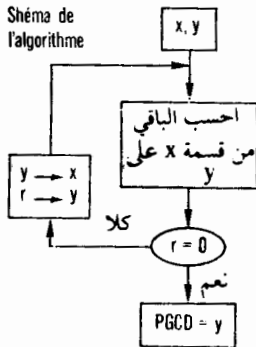 Shéma de
l'algorithme
x, y
احسب الباقي
من قسمة x على
y
y → x
r → y
كلا
r = 0
نعم
PGCD = y